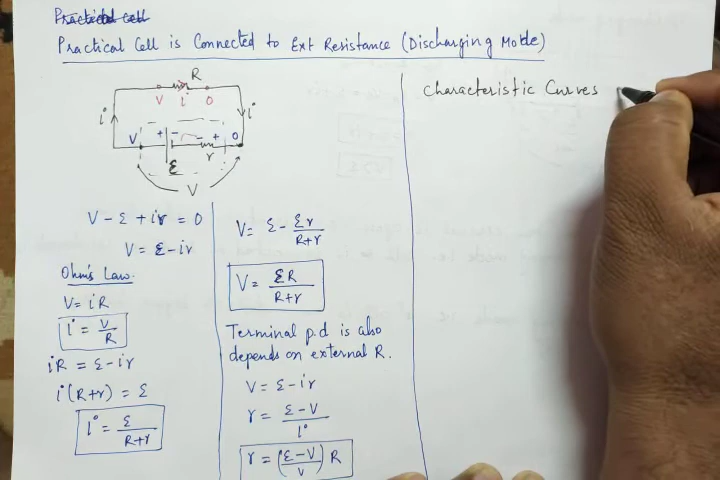 Practical cell
Practical Cell is Connected to Ext Resistance (Discharging Mode)
R
V i 0
i i
V + - - + 0
ε r
V
V - ε + ir = 0
V = ε - ir
Ohm's Law.
V = iR
i = V/R
iR = ε - ir
i(R+r) = ε
i = ε/(R+r)
V = ε - εr/(R+r)
V = εR/(R+r)
Terminal p.d is also
depends on external R.
V = ε - ir
r = (ε-V)/i
r = ((ε-V)/V) R
Characteristic Curves